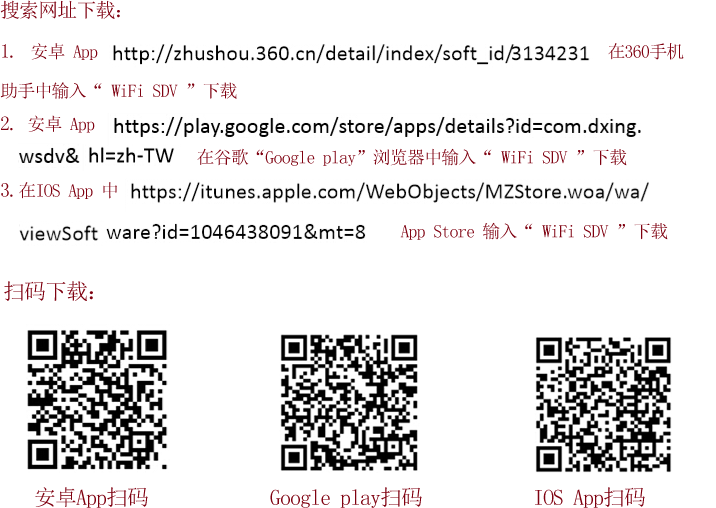 搜索网址下载：
1. 安卓 App http://zhushou.360.cn/detail/index/soft_id/3134231 在360手机
助手中输入“ WiFi SDV ”下载
2. 安卓 App https://play.google.com/store/apps/details?id=com.dxing.
wsdv& hl=zh-TW 在谷歌“Google play”浏览器中输入“ WiFi SDV ”下载
3.在IOS App 中 https://itunes.apple.com/WebObjects/MZStore.woa/wa/
viewSoft ware?id=1046438091&mt=8 App Store 输入“ WiFi SDV ”下载
扫码下载：
安卓App扫码 Google play扫码 IOS App扫码